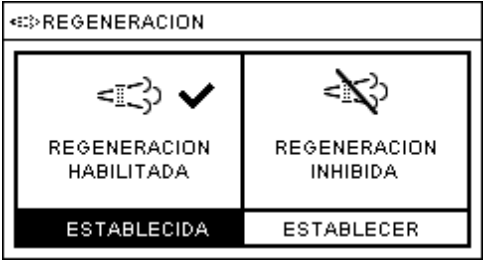 REGENERACION
REGENERACION
HABILITADA
ESTABLECIDA
REGENERACION
INHIBIDA
ESTABLECER